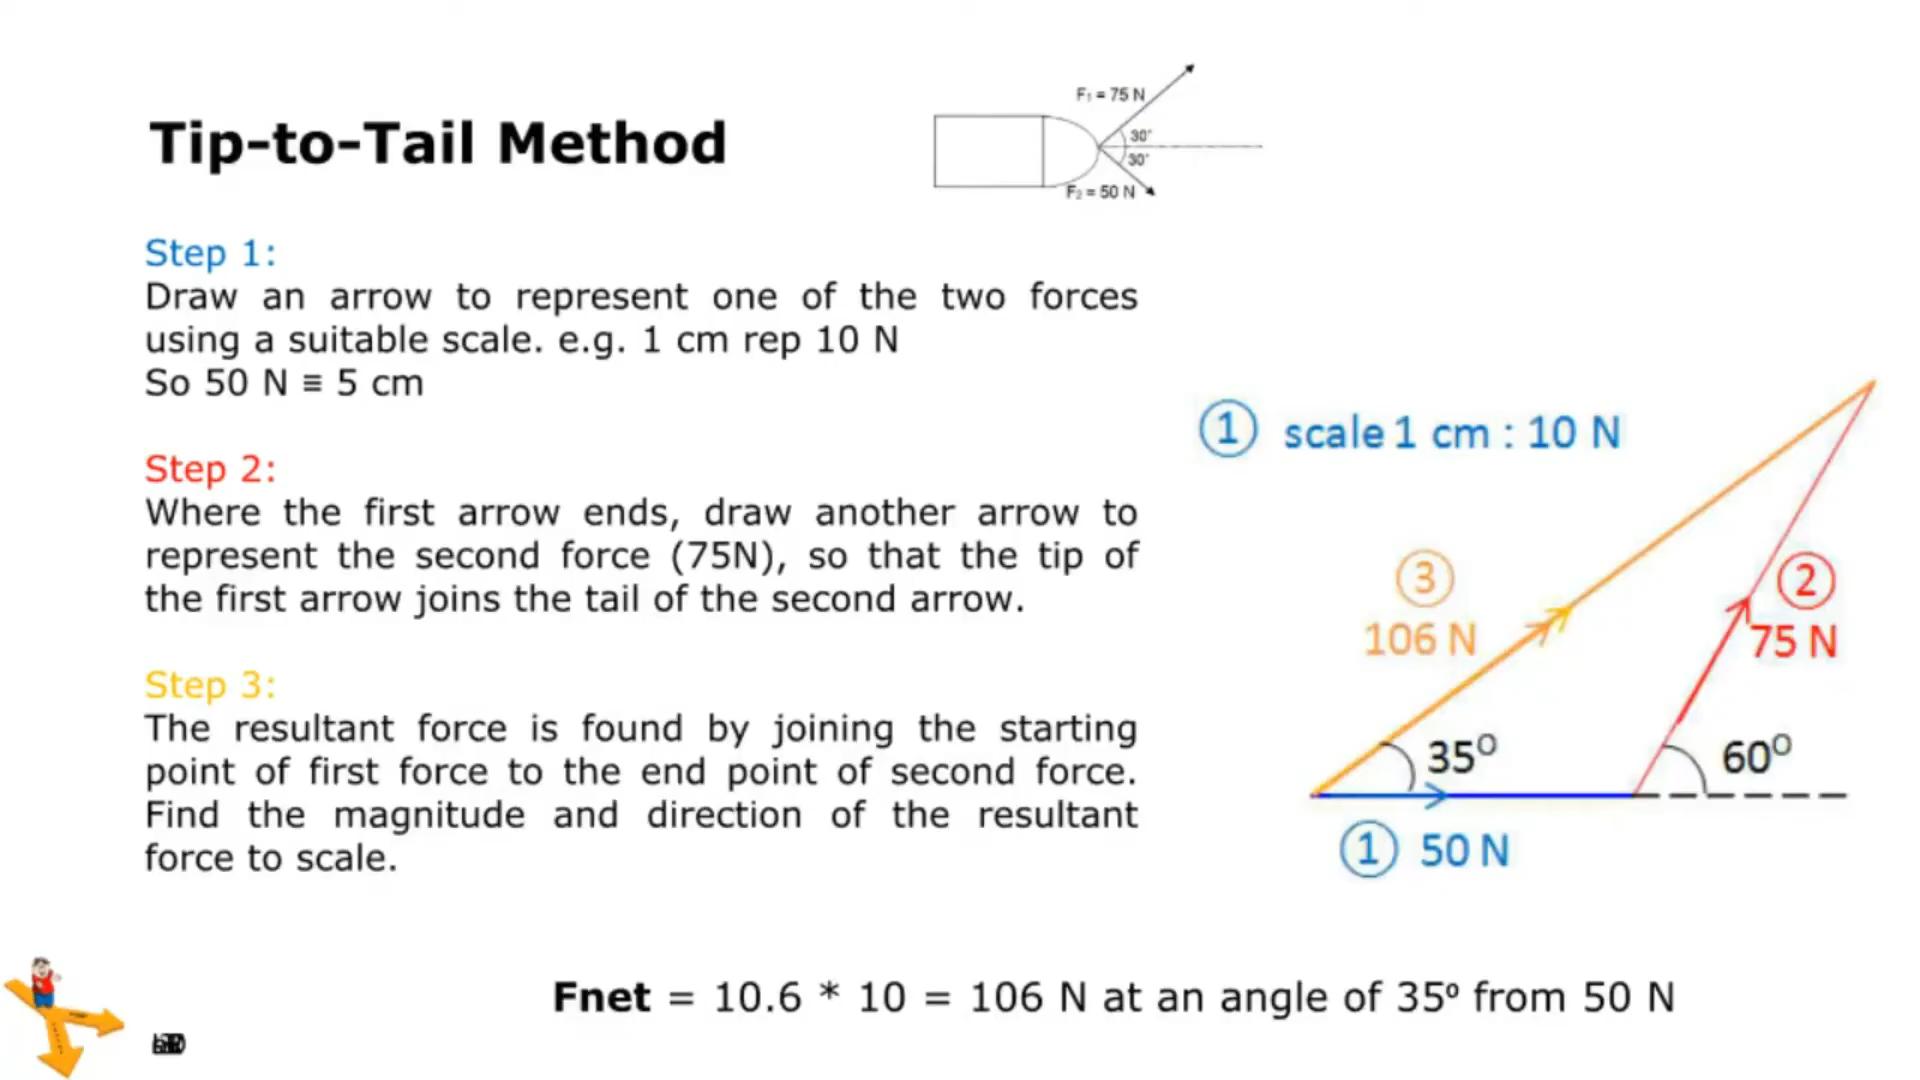 Tip-to-Tail Method
F₁ = 75 N
30°
30°
F₂ = 50 N
Step 1:
Draw an arrow to represent one of the two forces
using a suitable scale. e.g. 1 cm rep 10 N
So 50 N ≡ 5 cm
Step 2:
Where the first arrow ends, draw another arrow to
represent the second force (75N), so that the tip of
the first arrow joins the tail of the second arrow.
Step 3:
The resultant force is found by joining the starting
point of first force to the end point of second force.
Find the magnitude and direction of the resultant
force to scale.
① scale 1 cm : 10 N
③
106 N
②
75 N
35⁰
60⁰
① 50 N
Fnet = 10.6 * 10 = 106 N at an angle of 35⁰ from 50 N